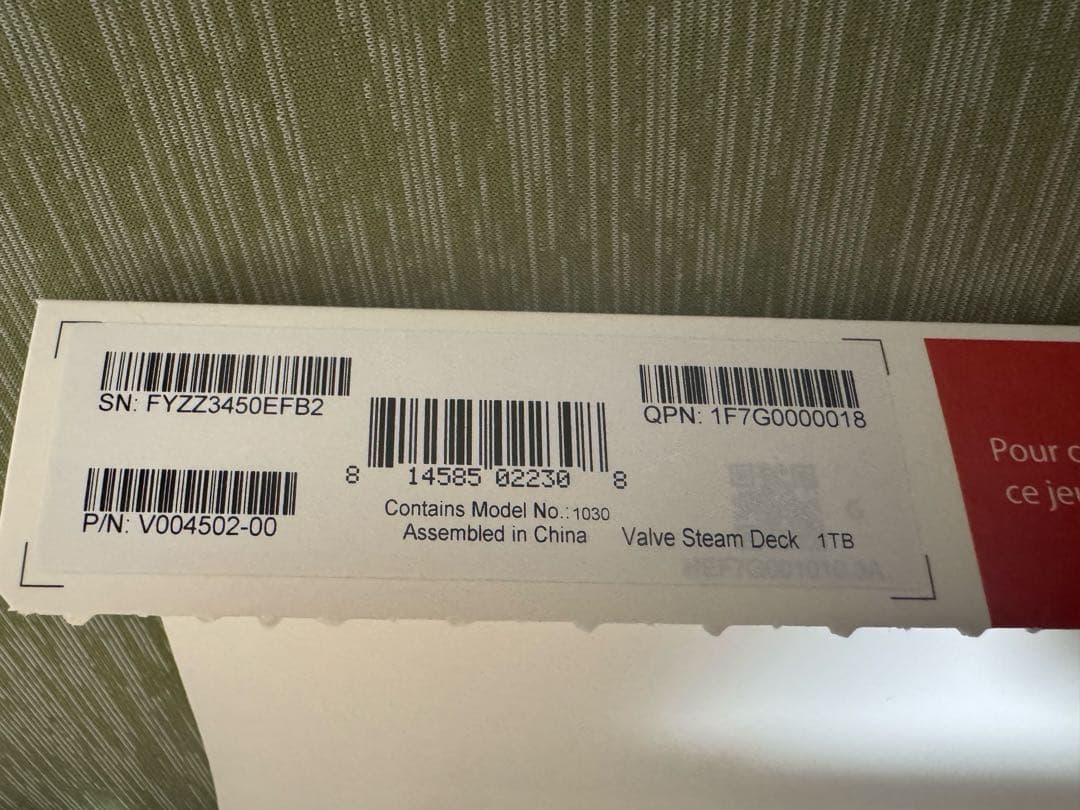 SN: FYZZ3450EFB2
QPN: 1F7G0000018
8 14585 02230 8
P/N: V004502-00
Contains Model No.:1030
Assembled in China
Valve Steam Deck 1TB
Pour
ce